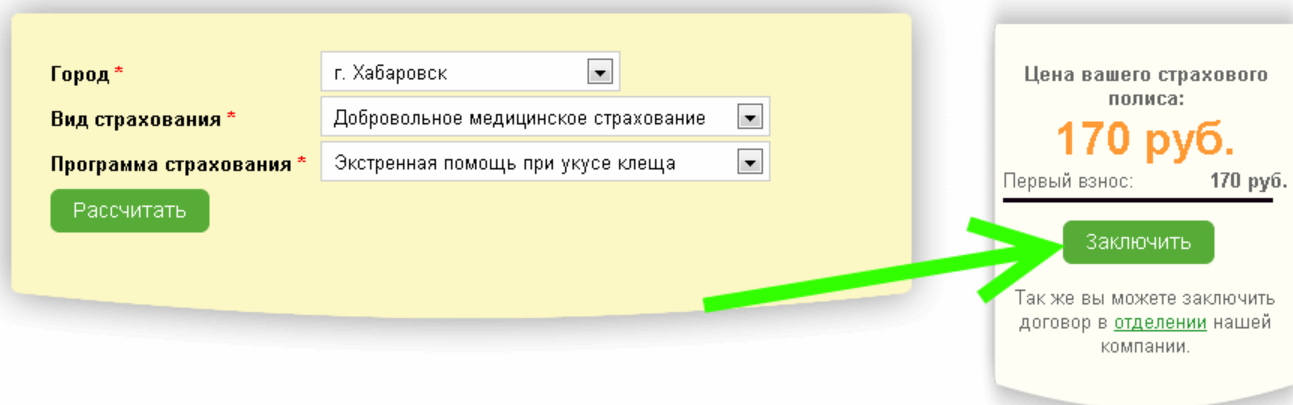 Город * г. Хабаровск
Вид страхования * Добровольное медицинское страхование
Программа страхования * Экстренная помощь при укусе клеща
Рассчитать
Цена вашего страхового
полиса:
170 руб.
Первый взнос: 170 руб.
Заключить
Так же вы можете заключить
договор в отделении нашей
компании.